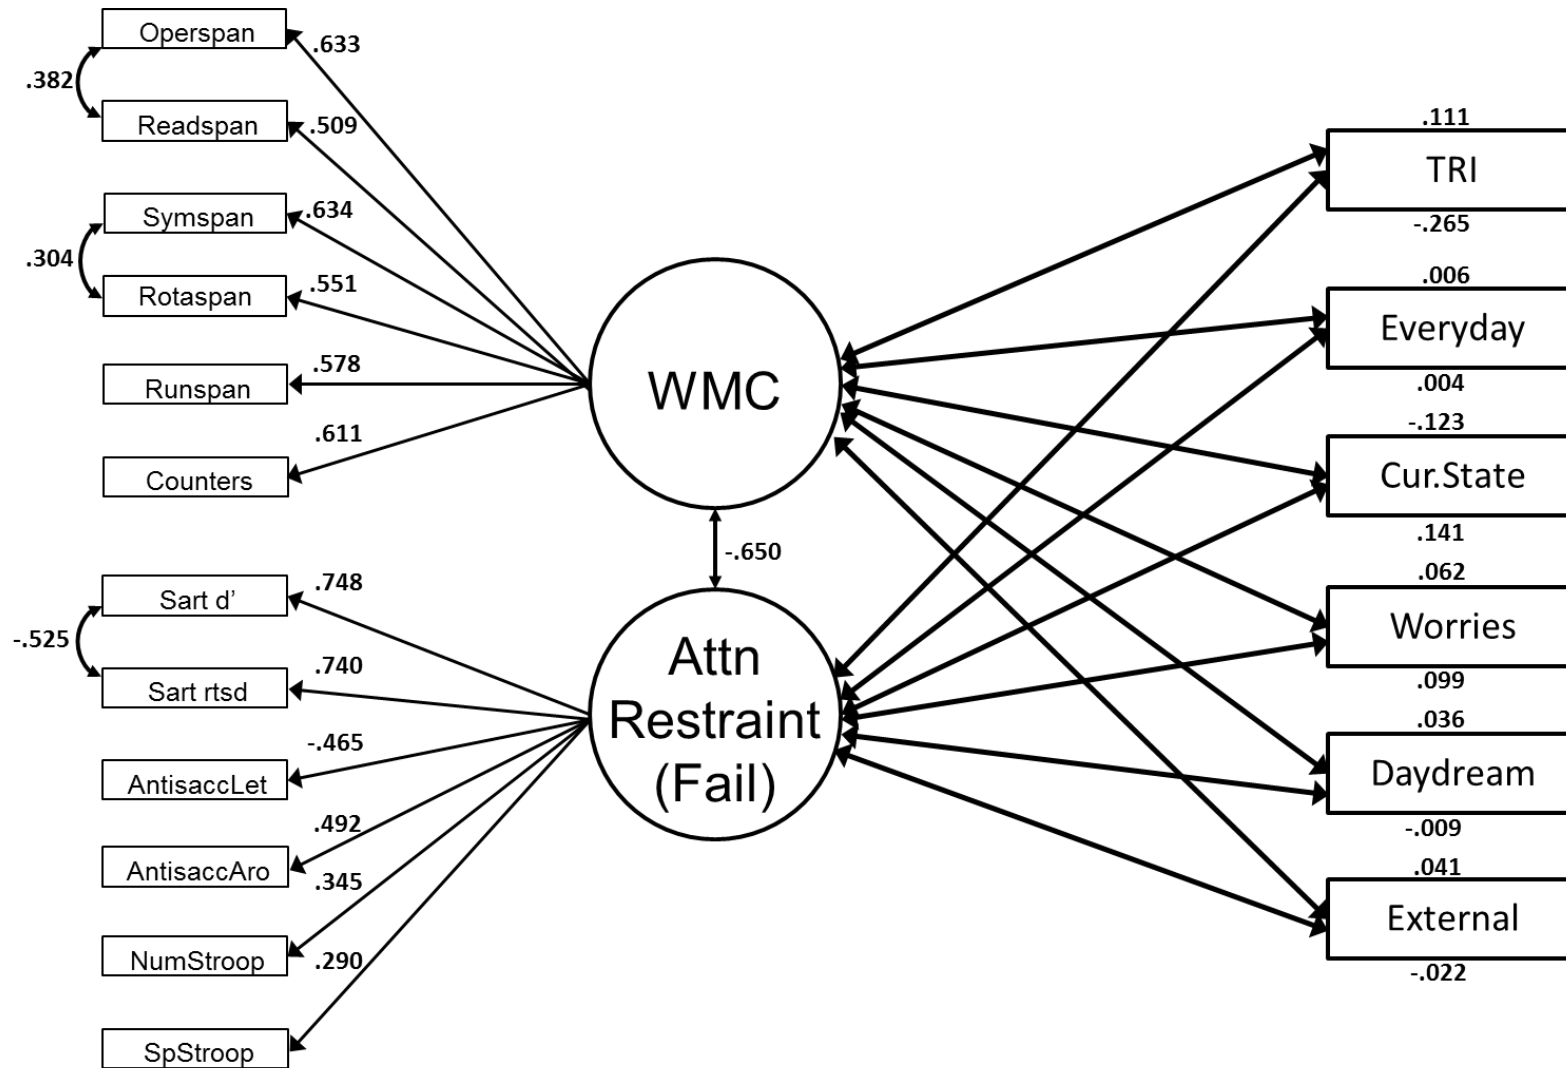 Operspan
.633
.382
Readspan
.509
Symspan
.634
.304
Rotaspan
.551
Runspan
.578
Counters
.611
WMC
-.650
Sart d’
.748
-.525
Sart rtsd
.740
AntisaccLet
-.465
AntisaccAro
.492
NumStroop
.345
SpStroop
.290
Attn
Restraint
(Fail)
.111
TRI
-.265
.006
Everyday
.004
-.123
Cur.State
.141
.062
Worries
.099
.036
Daydream
-.009
.041
External
-.022